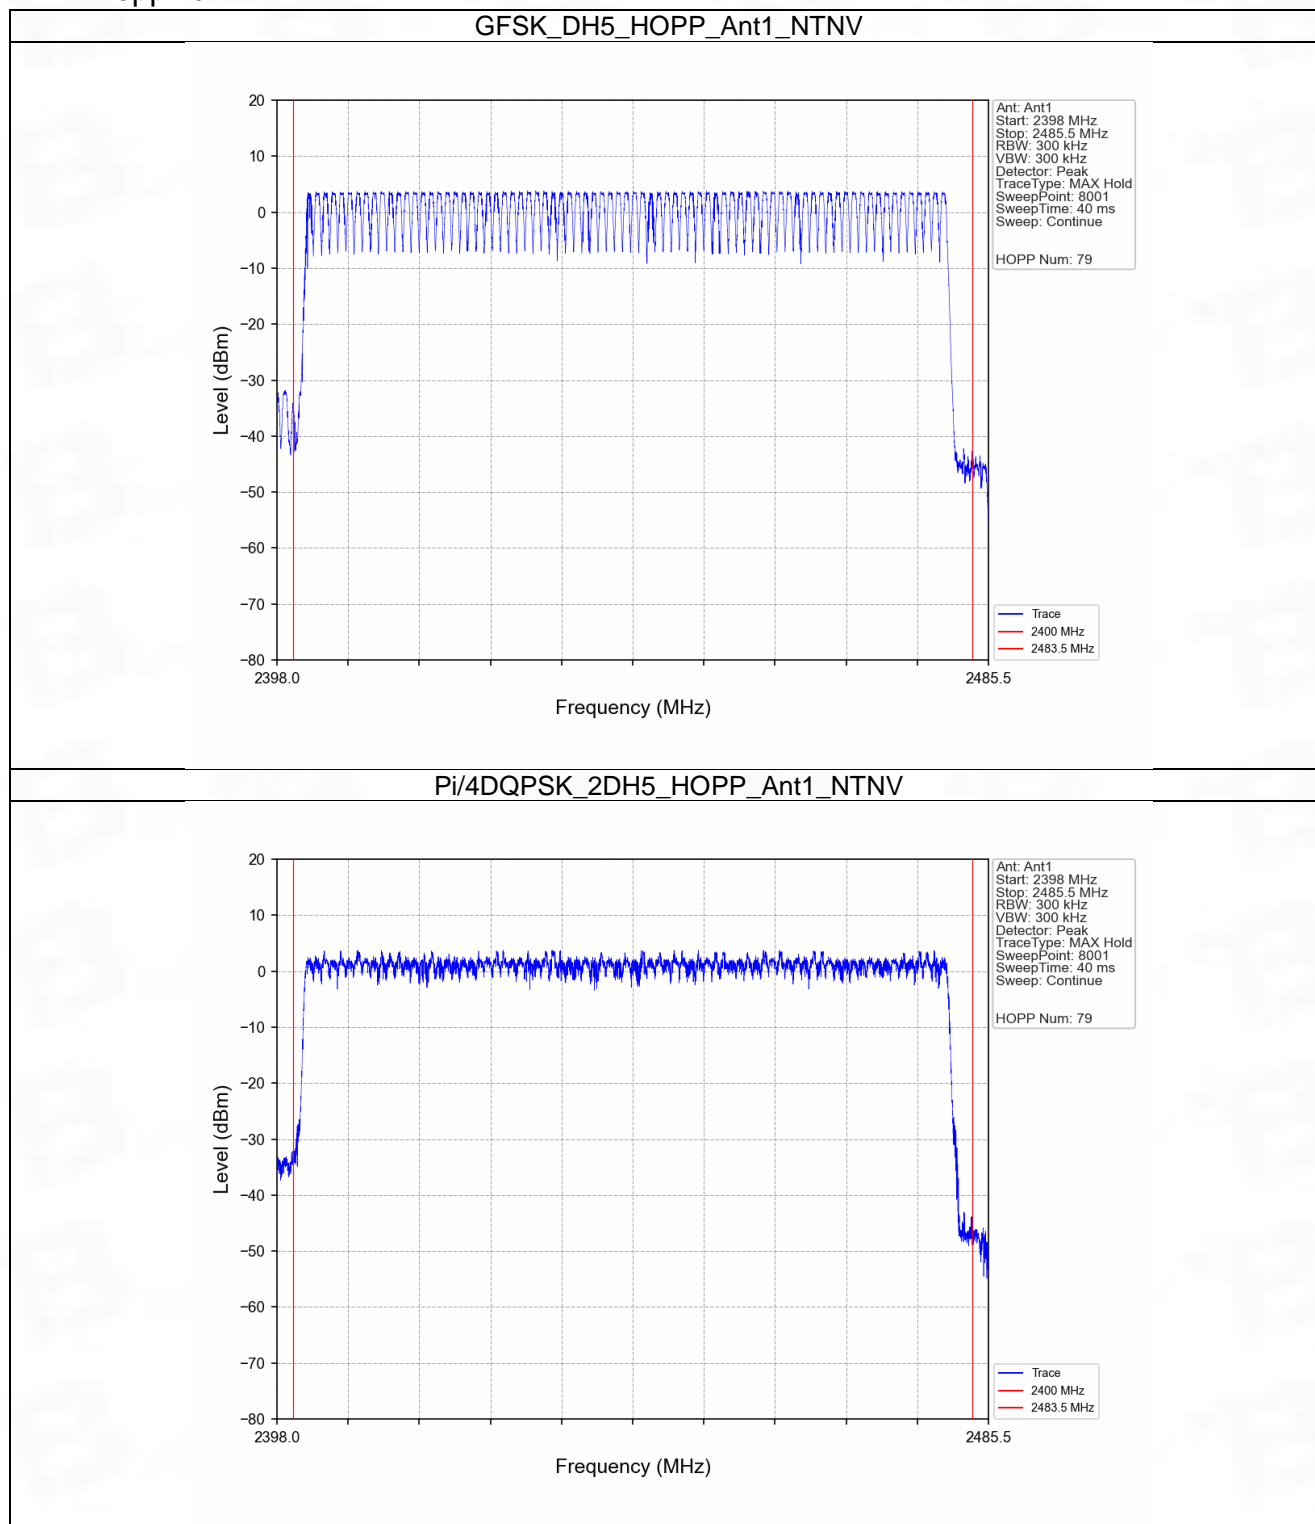 GFSK_DH5_HOPP_Ant1_NTNV
20
10
0
−10
−20
−30
−40
−50
−60
−70
−80
Level (dBm)
2398.0
2485.5
Frequency (MHz)
Ant: Ant1
Start: 2398 MHz
Stop: 2485.5 MHz
RBW: 300 kHz
VBW: 300 kHz
Detector: Peak
TraceType: MAX Hold
SweepPoint: 8001
SweepTime: 40 ms
Sweep: Continue
HOPP Num: 79
Trace
2400 MHz
2483.5 MHz
Pi/4DQPSK_2DH5_HOPP_Ant1_NTNV
20
10
0
−10
−20
−30
−40
−50
−60
−70
−80
Level (dBm)
2398.0
2485.5
Frequency (MHz)
Ant: Ant1
Start: 2398 MHz
Stop: 2485.5 MHz
RBW: 300 kHz
VBW: 300 kHz
Detector: Peak
TraceType: MAX Hold
SweepPoint: 8001
SweepTime: 40 ms
Sweep: Continue
HOPP Num: 79
Trace
2400 MHz
2483.5 MHz